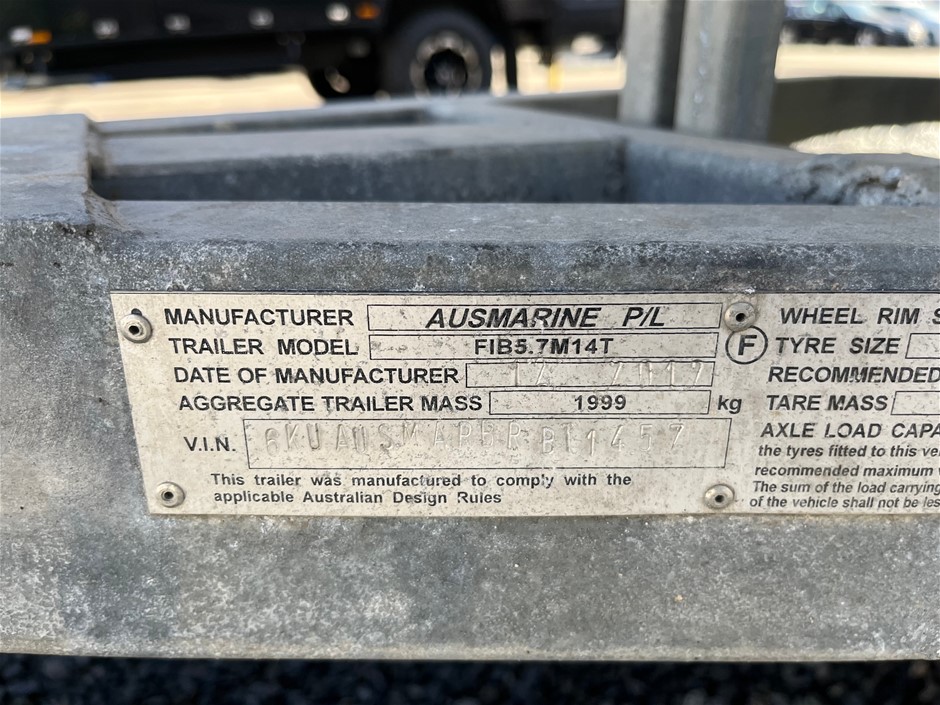 MANUFACTURER AUSMARINE P/L
TRAILER MODEL FIB5.7M14T
DATE OF MANUFACTURER 2012
AGGREGATE TRAILER MASS 1999 kg
V.I.N.
This trailer was manufactured to comply with the
applicable Australian Design Rules
F
WHEEL RIM S
TYRE SIZE
RECOMMENDED
TARE MASS
AXLE LOAD CAPA
the tyres fitted to this veh
recommended maximum
The sum of the load carrying
of the vehicle shall not be les